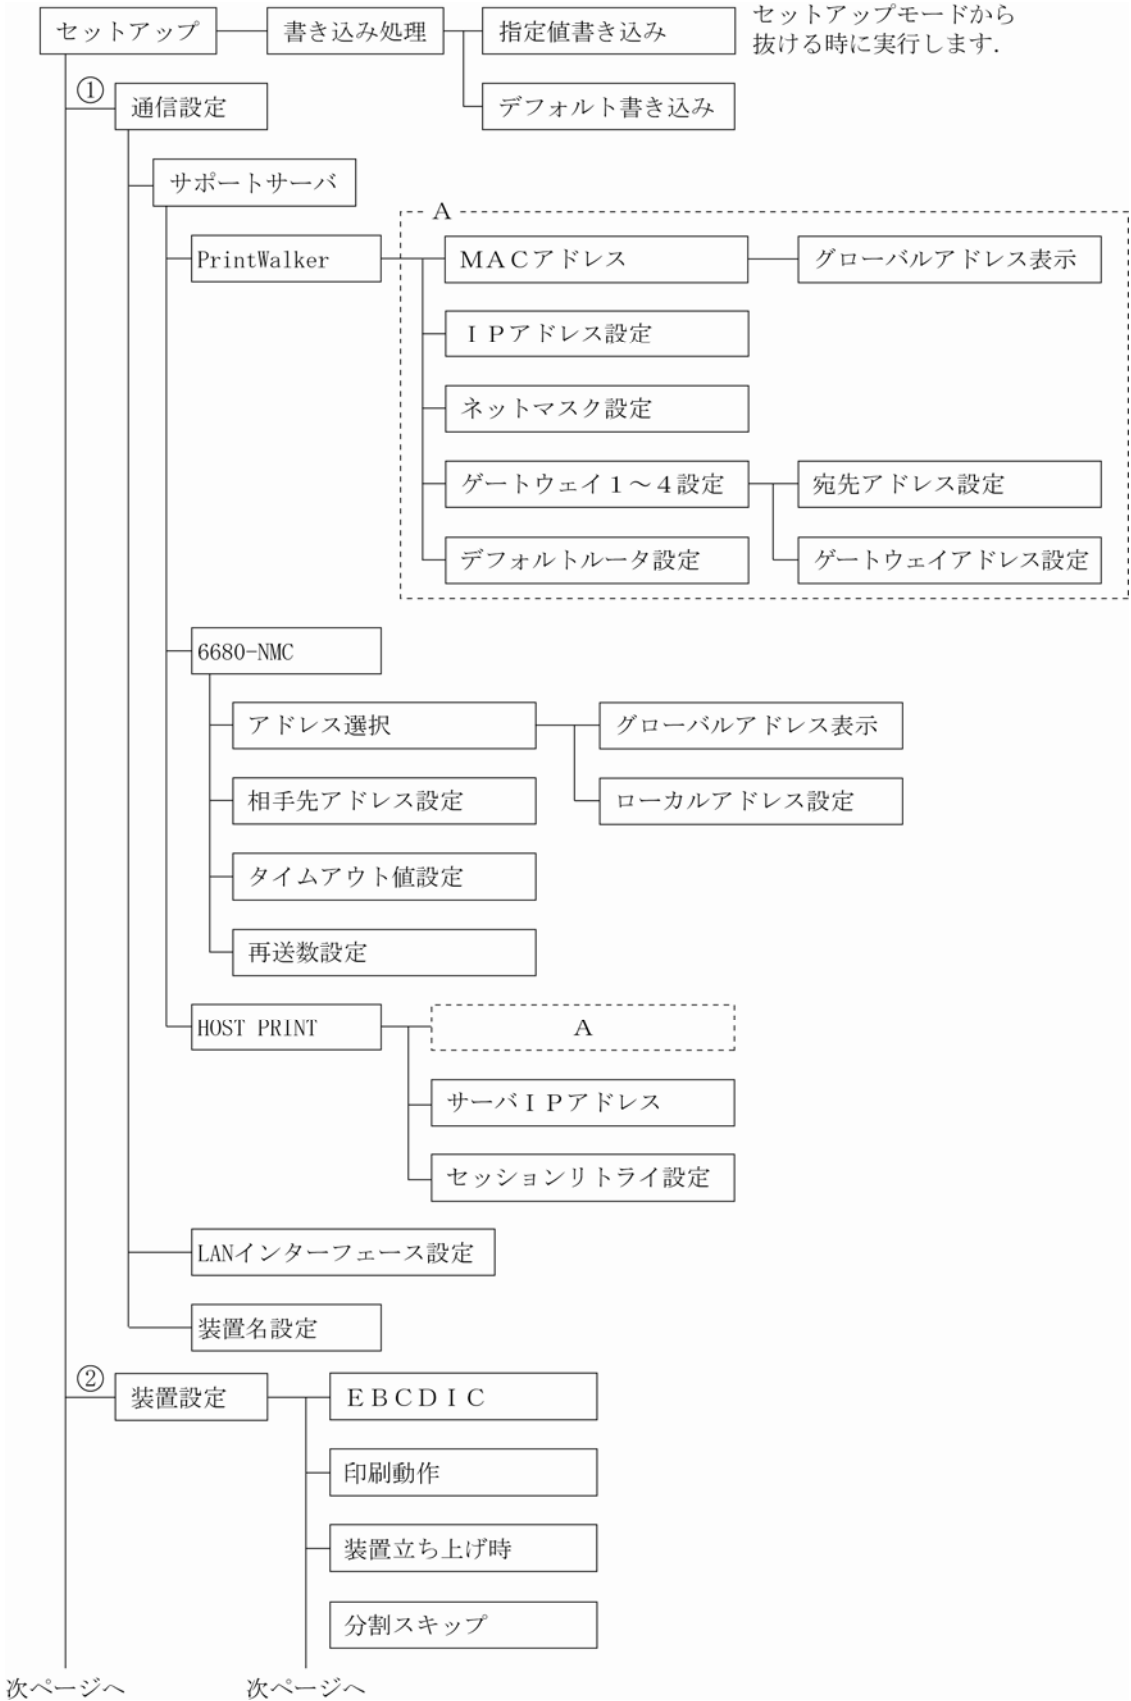 セットアップ
書き込み処理
指定値書き込み
セットアップモードから
抜ける時に実行します.
デフォルト書き込み
①
通信設定
サポートサーバ
A
PrintWalker
ＭＡＣアドレス
グローバルアドレス表示
ＩＰアドレス設定
ネットマスク設定
ゲートウェイ１～４設定
宛先アドレス設定
デフォルトルータ設定
ゲートウェイアドレス設定
6680-NMC
アドレス選択
グローバルアドレス表示
相手先アドレス設定
ローカルアドレス設定
タイムアウト値設定
再送数設定
HOST PRINT
A
サーバＩＰアドレス
セッションリトライ設定
LANインターフェース設定
装置名設定
②
装置設定
ＥＢＣＤＩＣ
印刷動作
装置立ち上げ時
分割スキップ
次ページへ
次ページへ